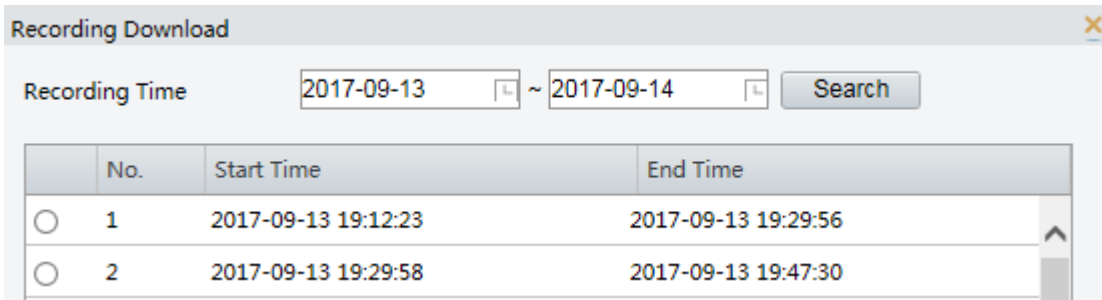 Recording Download
Recording Time 2017-09-13 ~ 2017-09-14 Search
No. Start Time End Time
1 2017-09-13 19:12:23 2017-09-13 19:29:56
2 2017-09-13 19:29:58 2017-09-13 19:47:30